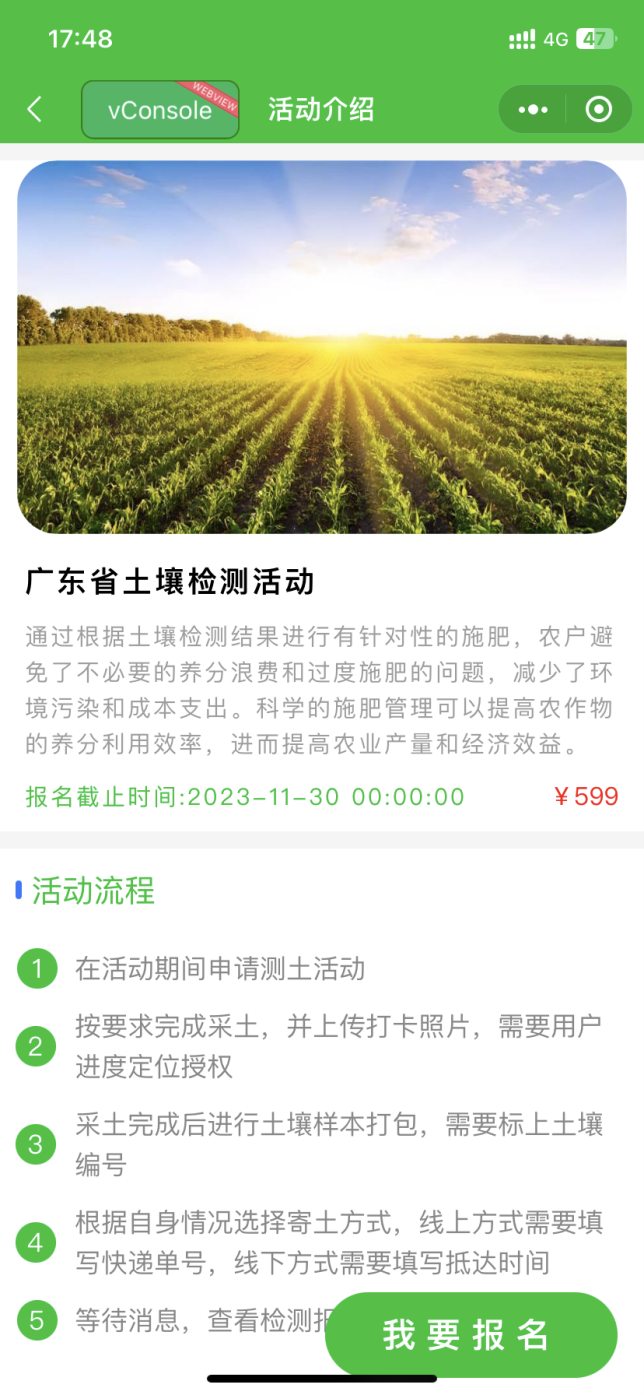 17:48
4G 47
vConsole
WEBVIEW
活动介绍
广东省土壤检测活动
通过根据土壤检测结果进行有针对性的施肥，农户避
免了不必要的养分浪费和过度施肥的问题，减少了环
境污染和成本支出。科学的施肥管理可以提高农作物
的养分利用效率，进而提高农业产量和经济效益。
报名截止时间:2023-11-30 00:00:00 ¥599
活动流程
1 在活动期间申请测土活动
2 按要求完成采土，并上传打卡照片，需要用户
进度定位授权
3 采土完成后进行土壤样本打包，需要标上土壤
编号
4 根据自身情况选择寄土方式，线上方式需要填
写快递单号，线下方式需要填写抵达时间
5 等待消息，查看检测
我要报名